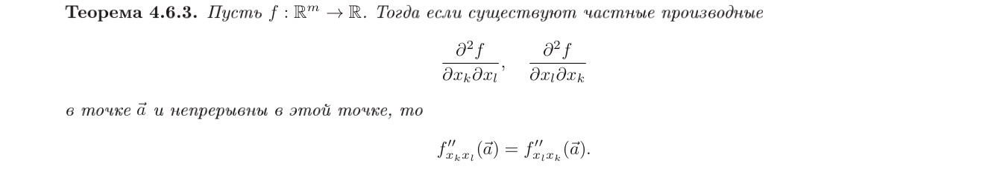 Теорема 4.6.3. Пусть $f : \mathbb{R}^m \to \mathbb{R}$. Тогда если существуют частные производные
$\frac{\partial^2 f}{\partial x_k \partial x_l}, \quad \frac{\partial^2 f}{\partial x_l \partial x_k}$
в точке $\vec{a}$ и непрерывны в этой точке, то
$f''_{x_k x_l}(\vec{a}) = f''_{x_l x_k}(\vec{a}).$